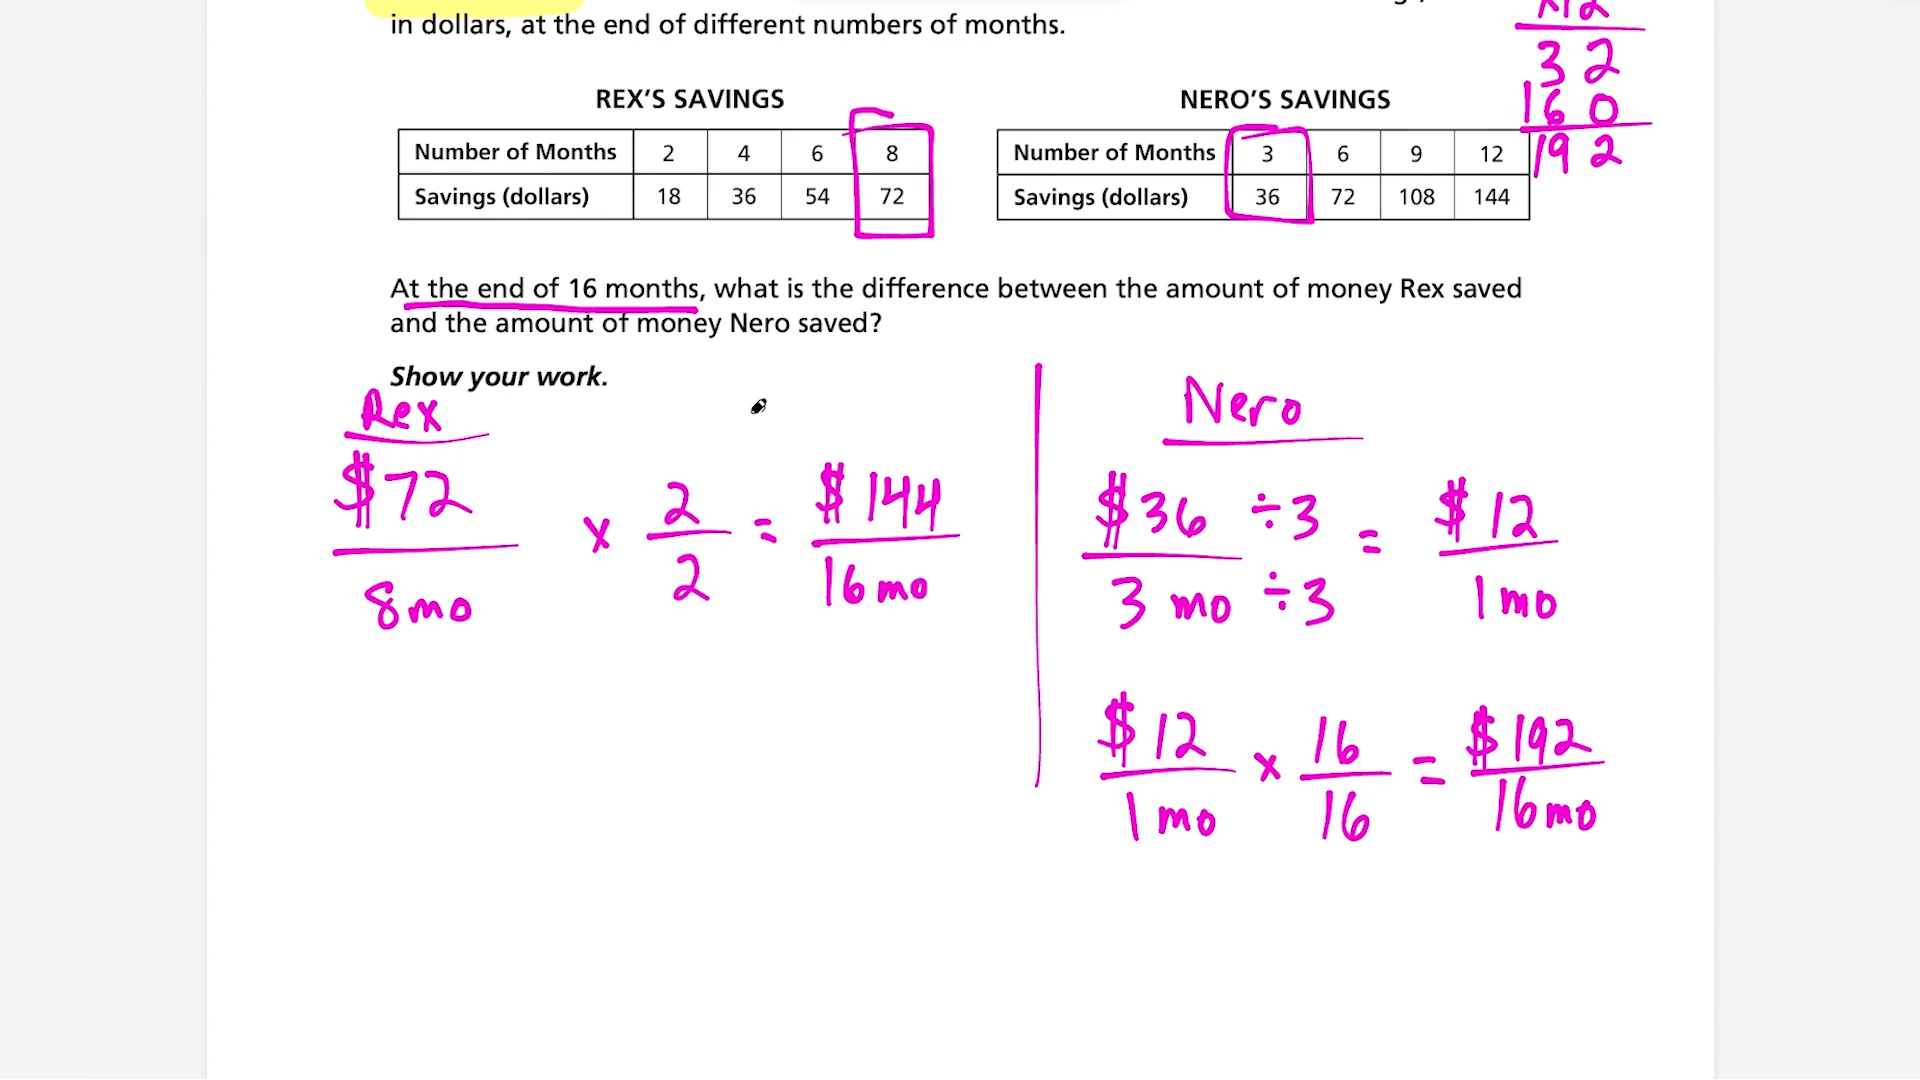 in dollars, at the end of different numbers of months.
x12
32
160
192
REX'S SAVINGS
Number of Months 2 4 6 8
Savings (dollars) 18 36 54 72
NERO'S SAVINGS
Number of Months 3 6 9 12
Savings (dollars) 36 72 108 144
At the end of 16 months, what is the difference between the amount of money Rex saved
and the amount of money Nero saved?
Show your work.
Rex
$72 x 2 = $144
8mo 2 16mo
Nero
$36 ÷3 = $12
3 mo ÷3 1mo
$12 x 16 = $192
1mo 16 16mo